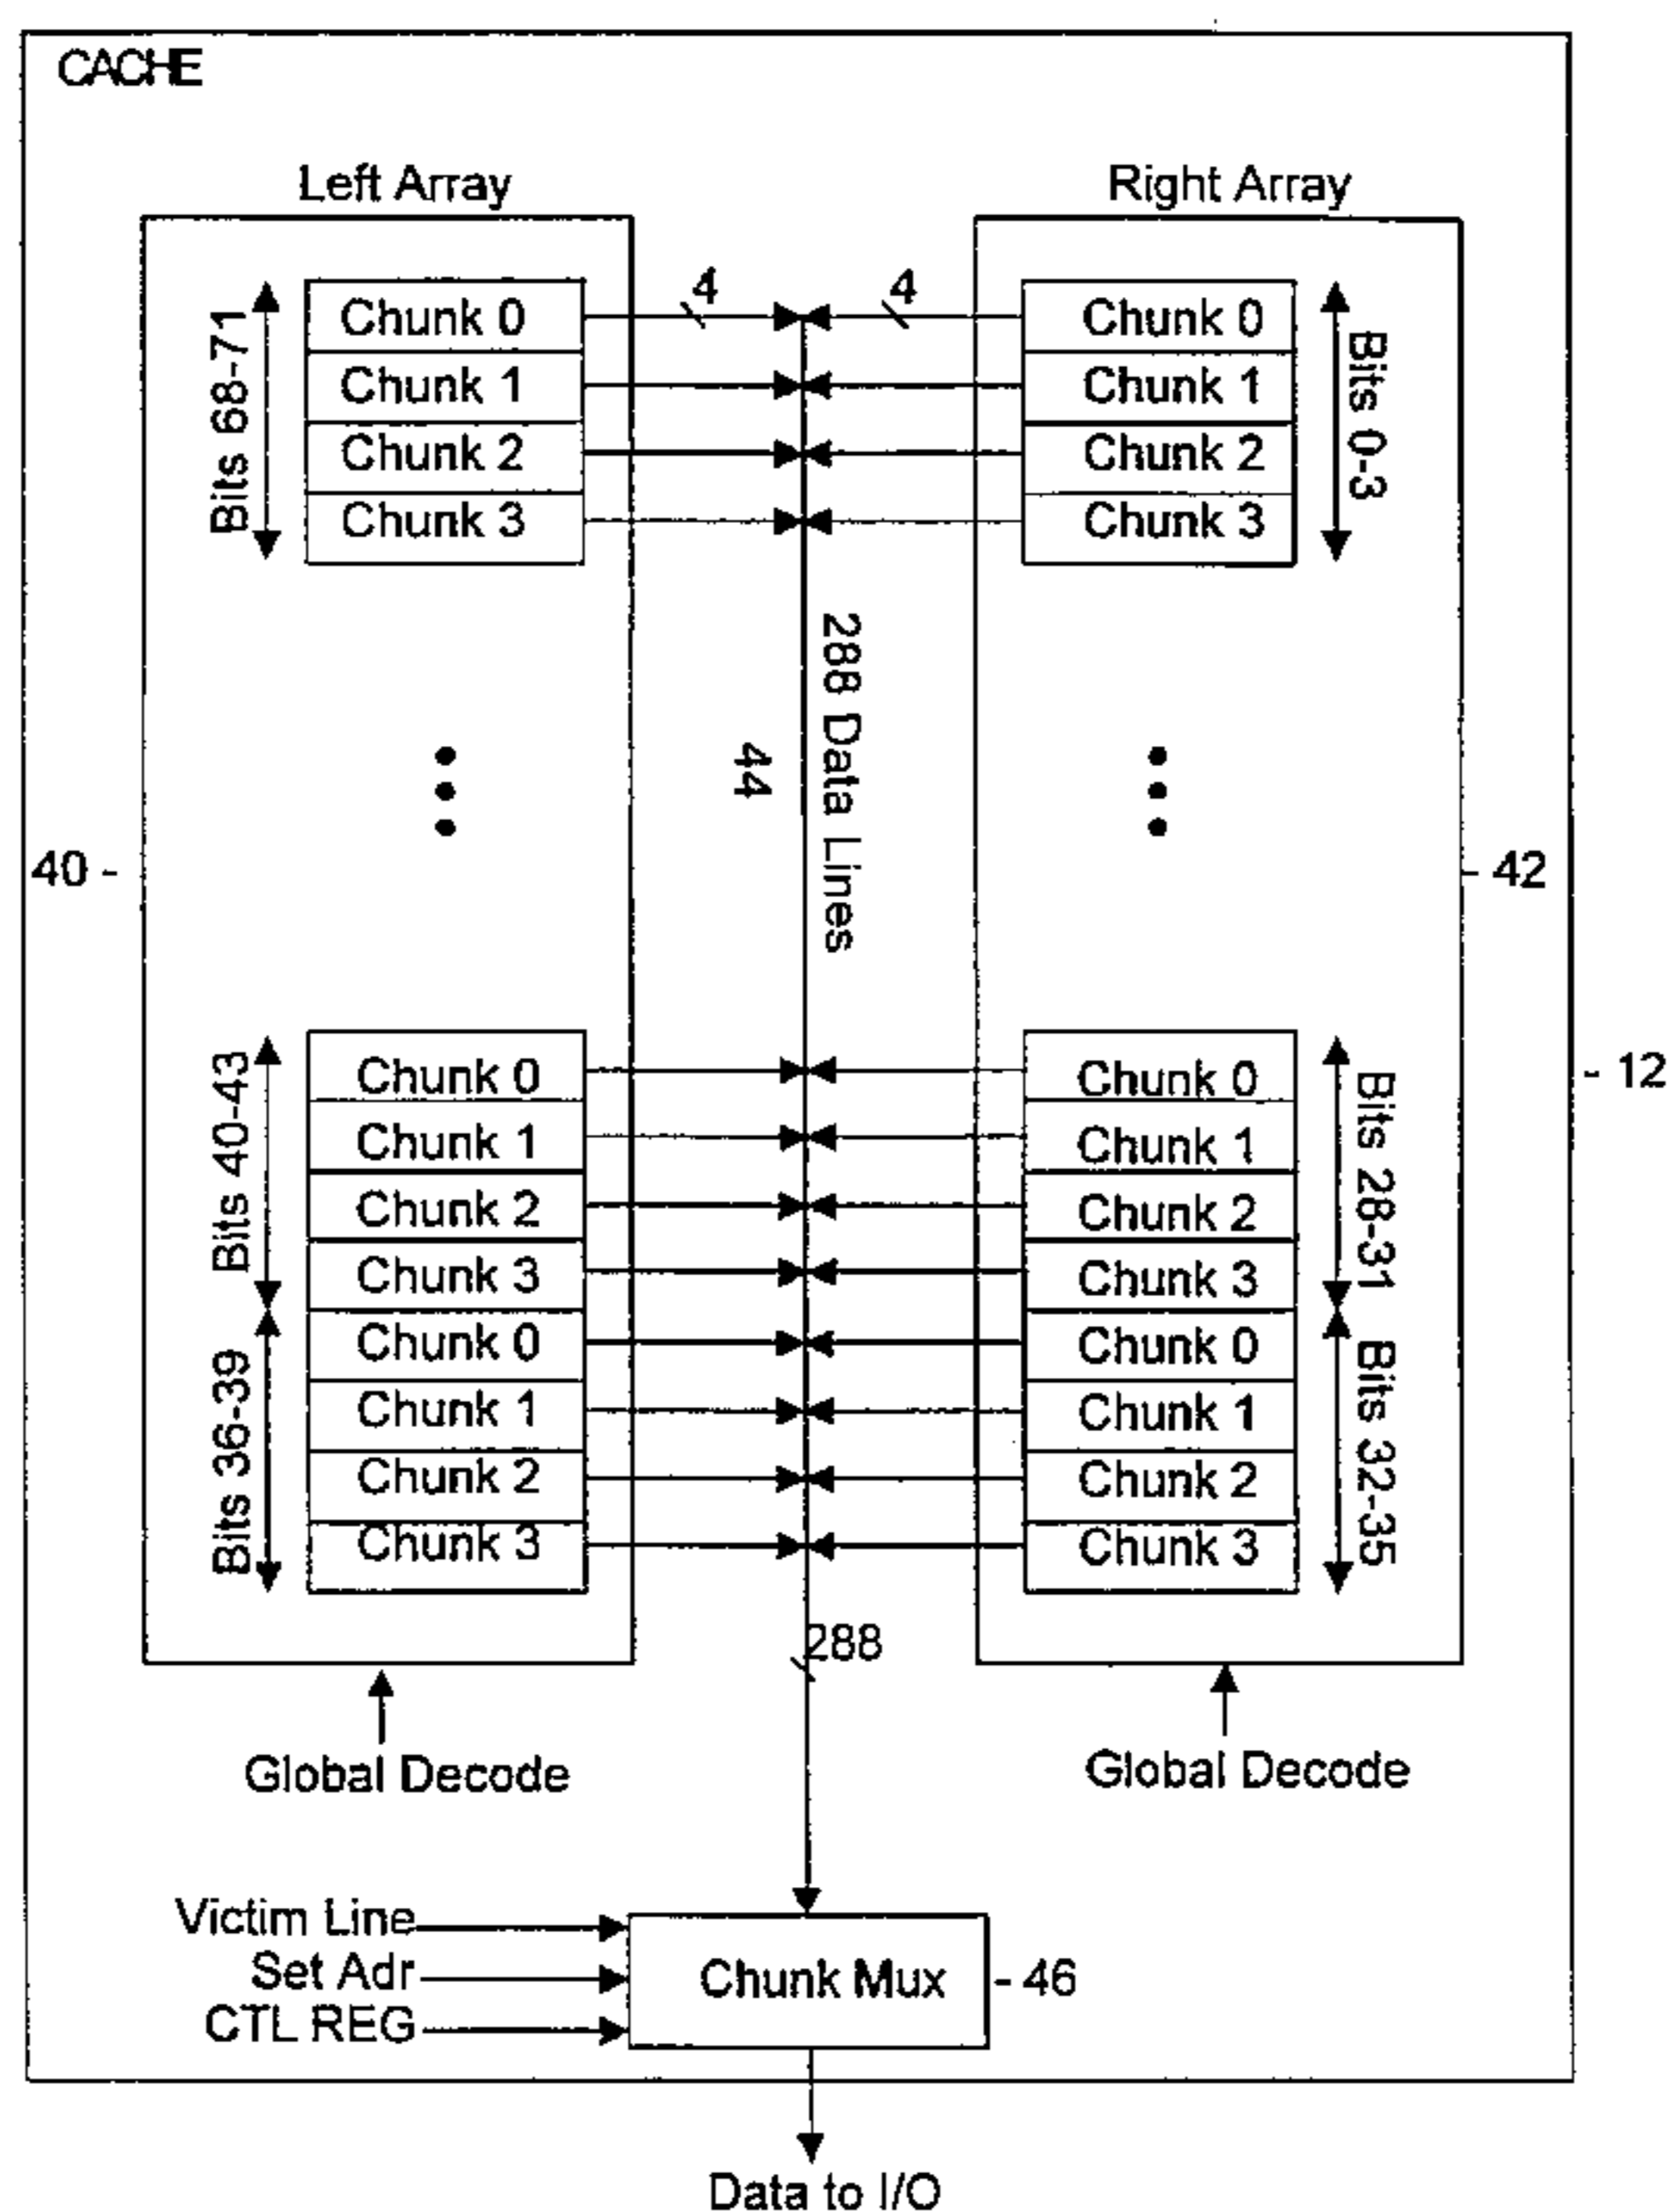 CACHE
Left Array
Right Array
4
4
Bits 68-71
Chunk 0
Chunk 1
Chunk 2
Chunk 3
Chunk 0
Chunk 1
Chunk 2
Chunk 3
Bits 0-3
288 Data Lines
44
40 -
- 42
- 12
Bits 40-43
Chunk 0
Chunk 1
Chunk 2
Chunk 3
Bits 36-39
Chunk 0
Chunk 1
Chunk 2
Chunk 3
Chunk 0
Chunk 1
Chunk 2
Chunk 3
Bits 28-31
Chunk 0
Chunk 1
Chunk 2
Chunk 3
Bits 32-35
288
Global Decode
Global Decode
Victim Line
Set Adr
CTL REG
Chunk Mux
- 46
Data to I/O